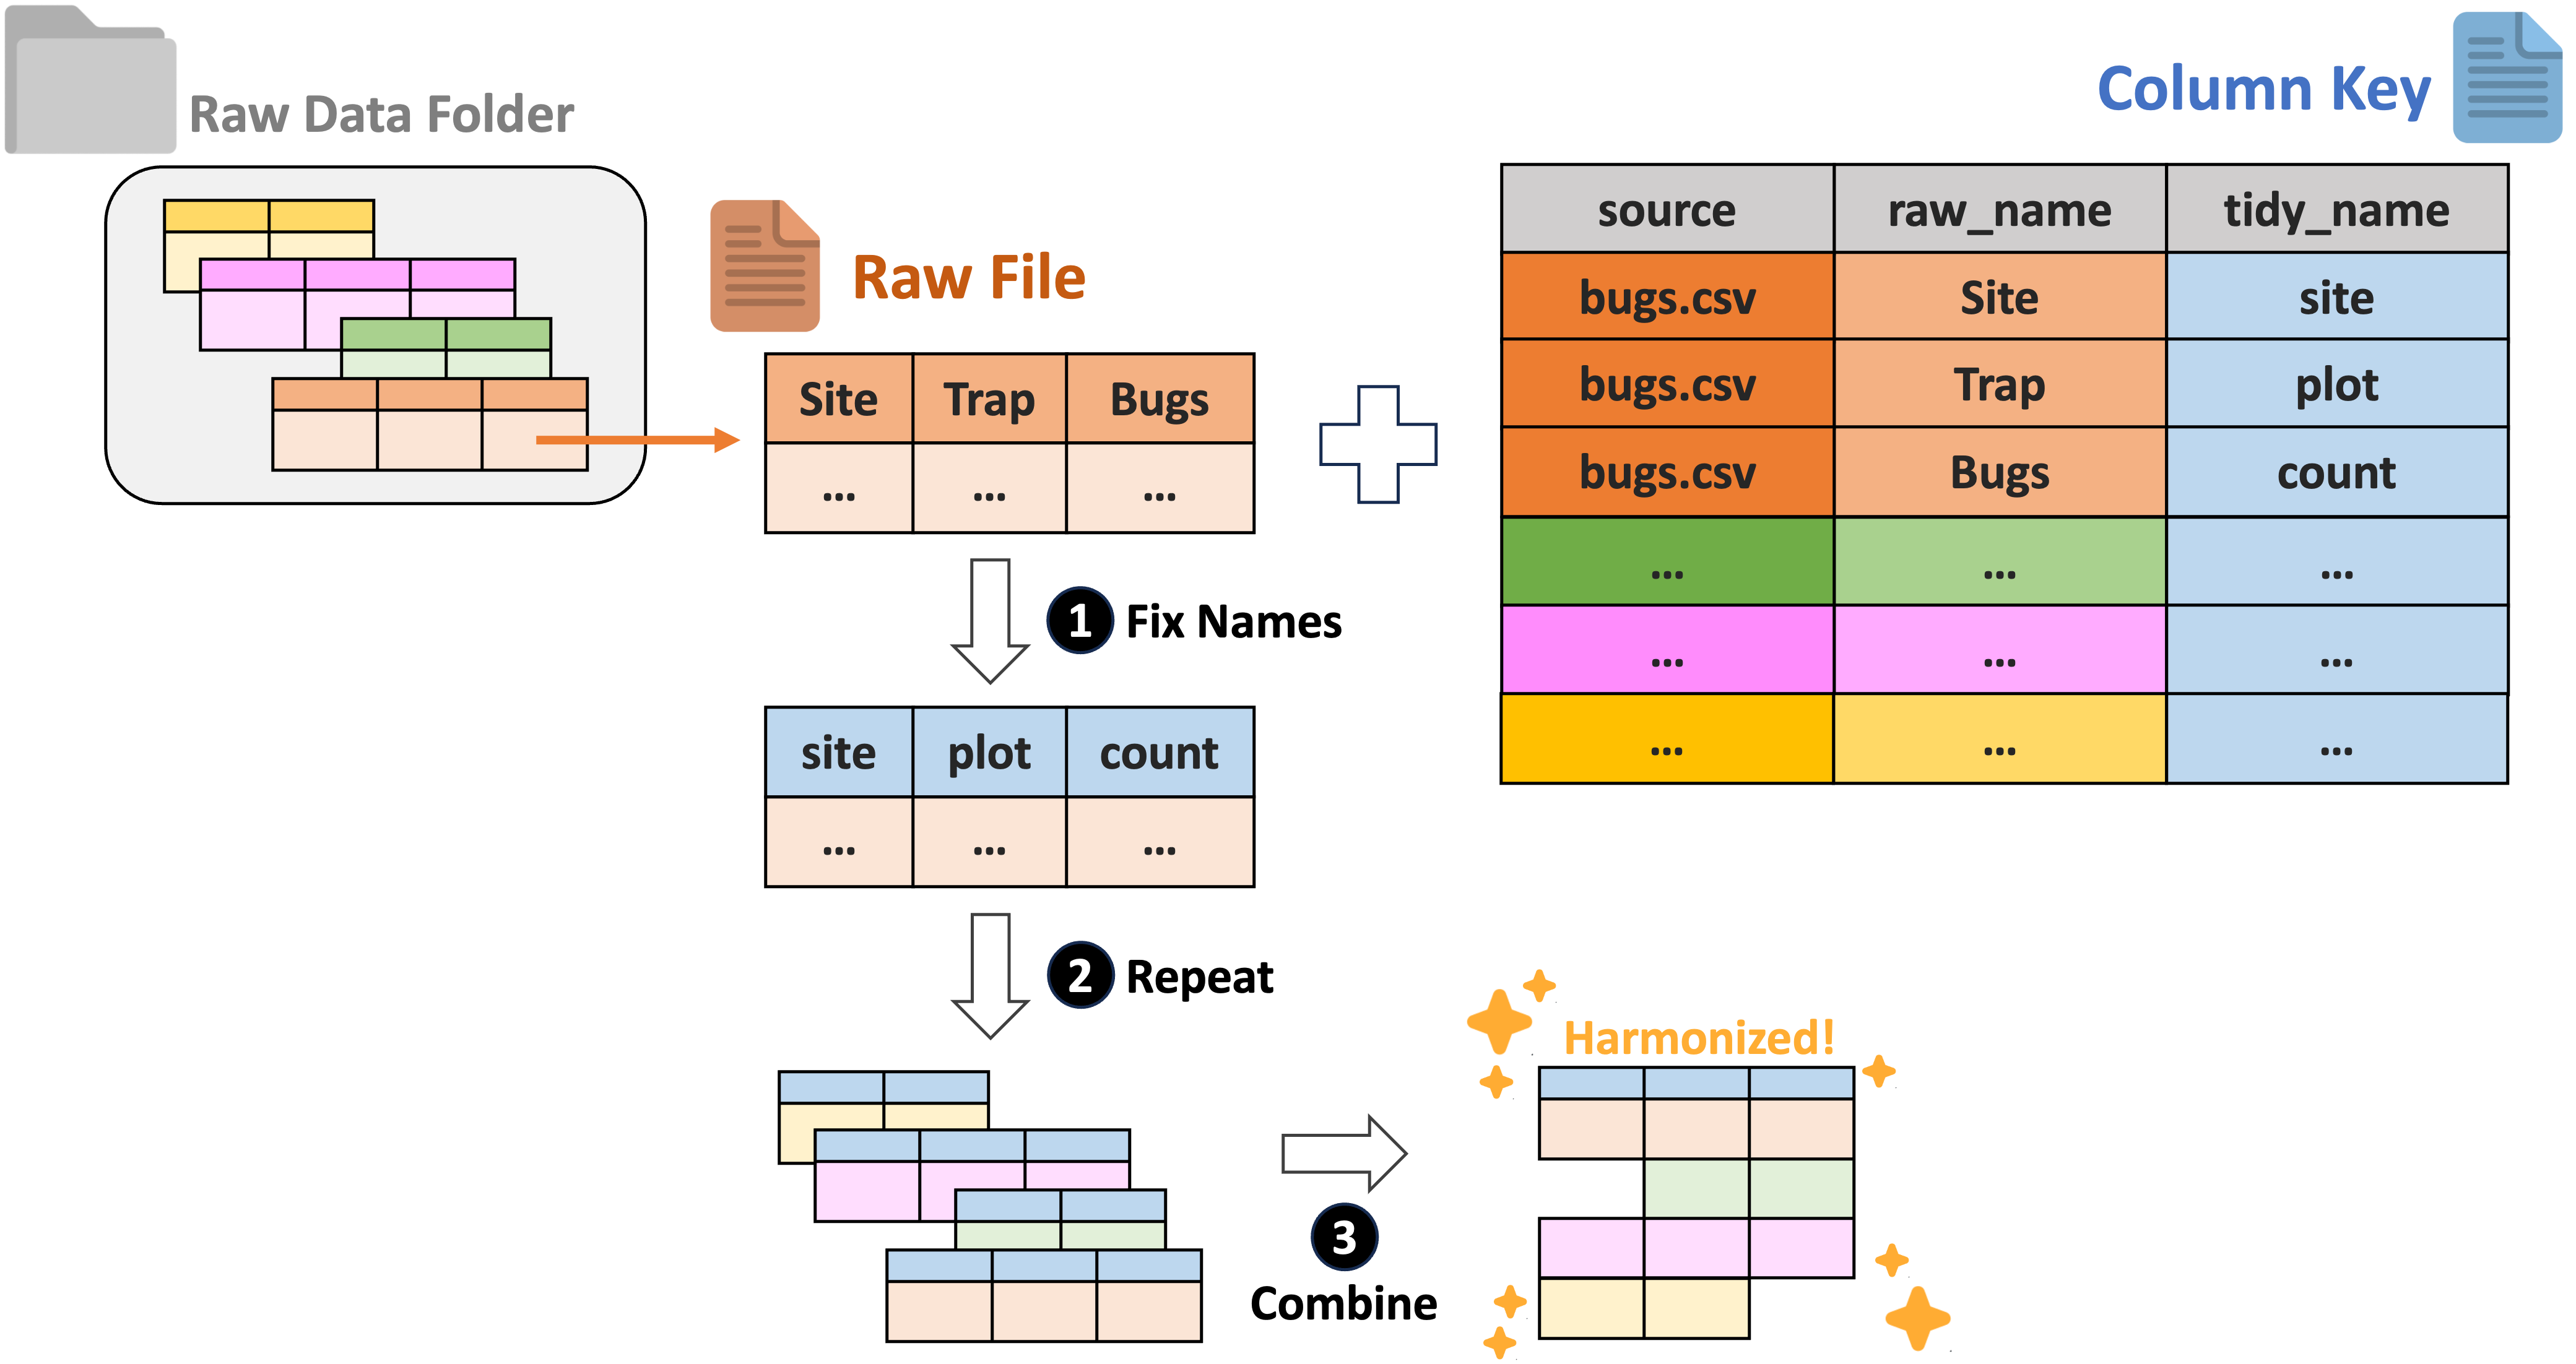 Raw Data Folder
Column Key
Raw File
Site Trap Bugs
... ... ...
source raw_name tidy_name
bugs.csv Site site
bugs.csv Trap plot
bugs.csv Bugs count
... ... ...
... ... ...
... ... ...
1 Fix Names
site plot count
... ... ...
2 Repeat
3
Combine
Harmonized!